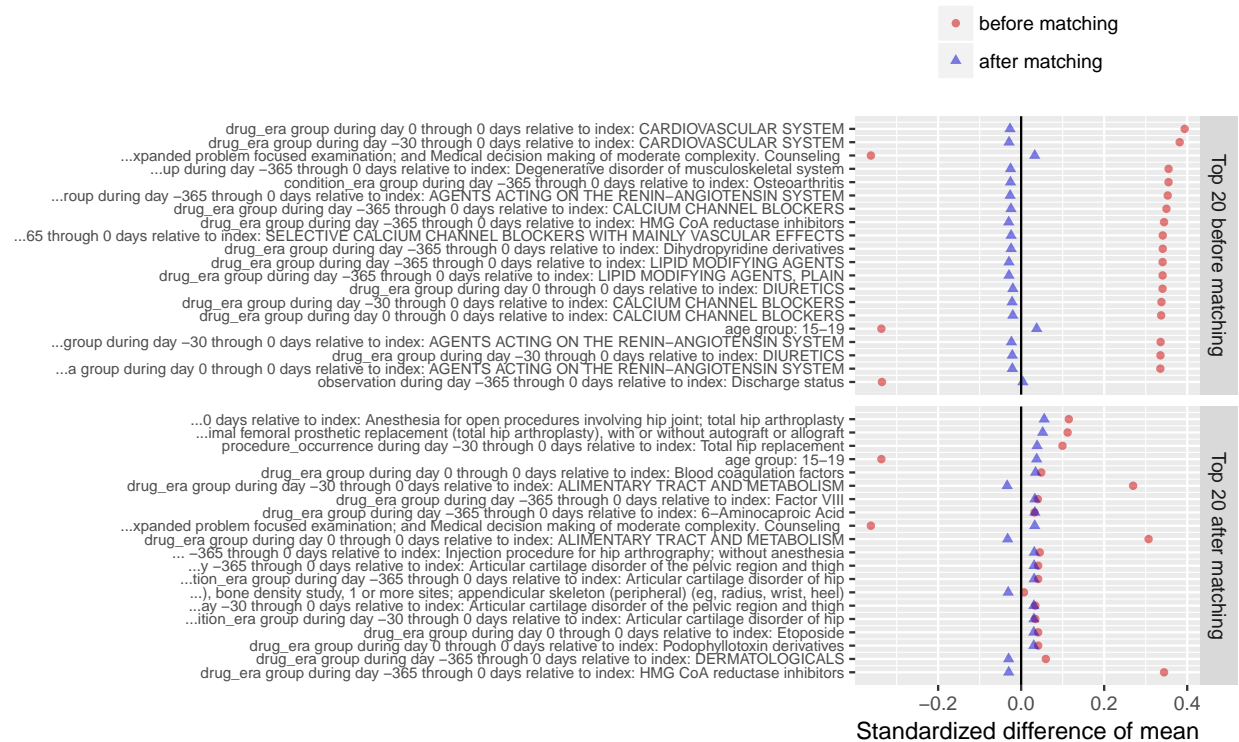 before matching
after matching
drug_era group during day 0 through 0 days relative to index: CARDIOVASCULAR SYSTEM
drug_era group during day −30 through 0 days relative to index: CARDIOVASCULAR SYSTEM
...xpanded problem focused examination; and Medical decision making of moderate complexity. Counseling
...up during day −365 through 0 days relative to index: Degenerative disorder of musculoskeletal system
condition_era group during day −365 through 0 days relative to index: Osteoarthritis
...roup during day −365 through 0 days relative to index: AGENTS ACTING ON THE RENIN−ANGIOTENSIN SYSTEM
drug_era group during day −365 through 0 days relative to index: CALCIUM CHANNEL BLOCKERS
drug_era group during day −365 through 0 days relative to index: HMG CoA reductase inhibitors
...65 through 0 days relative to index: SELECTIVE CALCIUM CHANNEL BLOCKERS WITH MAINLY VASCULAR EFFECTS
drug_era group during day −365 through 0 days relative to index: Dihydropyridine derivatives
drug_era group during day −365 through 0 days relative to index: LIPID MODIFYING AGENTS
drug_era group during day −365 through 0 days relative to index: LIPID MODIFYING AGENTS, PLAIN
drug_era group during day 0 through 0 days relative to index: DIURETICS
drug_era group during day −30 through 0 days relative to index: CALCIUM CHANNEL BLOCKERS
drug_era group during day 0 through 0 days relative to index: CALCIUM CHANNEL BLOCKERS
age group: 15−19
...group during day −30 through 0 days relative to index: AGENTS ACTING ON THE RENIN−ANGIOTENSIN SYSTEM
drug_era group during day −30 through 0 days relative to index: DIURETICS
...a group during day 0 through 0 days relative to index: AGENTS ACTING ON THE RENIN−ANGIOTENSIN SYSTEM
observation during day −365 through 0 days relative to index: Discharge status
Top 20 before matching
...0 days relative to index: Anesthesia for open procedures involving hip joint; total hip arthroplasty
...imal femoral prosthetic replacement (total hip arthroplasty), with or without autograft or allograft
procedure_occurrence during day −30 through 0 days relative to index: Total hip replacement
age group: 15−19
drug_era group during day 0 through 0 days relative to index: Blood coagulation factors
drug_era group during day −30 through 0 days relative to index: ALIMENTARY TRACT AND METABOLISM
drug_era group during day −365 through 0 days relative to index: Factor VIII
drug_era group during day −365 through 0 days relative to index: 6−Aminocaproic Acid
...xpanded problem focused examination; and Medical decision making of moderate complexity. Counseling
drug_era group during day 0 through 0 days relative to index: ALIMENTARY TRACT AND METABOLISM
... −365 through 0 days relative to index: Injection procedure for hip arthrography; without anesthesia
...y −365 through 0 days relative to index: Articular cartilage disorder of the pelvic region and thigh
...tion_era group during day −365 through 0 days relative to index: Articular cartilage disorder of hip
...), bone density study, 1 or more sites; appendicular skeleton (peripheral) (eg, radius, wrist, heel)
...ay −30 through 0 days relative to index: Articular cartilage disorder of the pelvic region and thigh
...ition_era group during day −30 through 0 days relative to index: Articular cartilage disorder of hip
drug_era group during day 0 through 0 days relative to index: Etoposide
drug_era group during day 0 through 0 days relative to index: Podophyllotoxin derivatives
drug_era group during day −365 through 0 days relative to index: DERMATOLOGICALS
drug_era group during day −365 through 0 days relative to index: HMG CoA reductase inhibitors
Top 20 after matching
−0.2 0.0 0.2 0.4
Standardized difference of mean